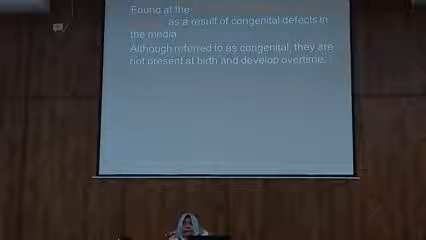 Found at the
as a result of congenital defects in
the media
Although referred to as congenital, they are
not present at birth and develop overtime.